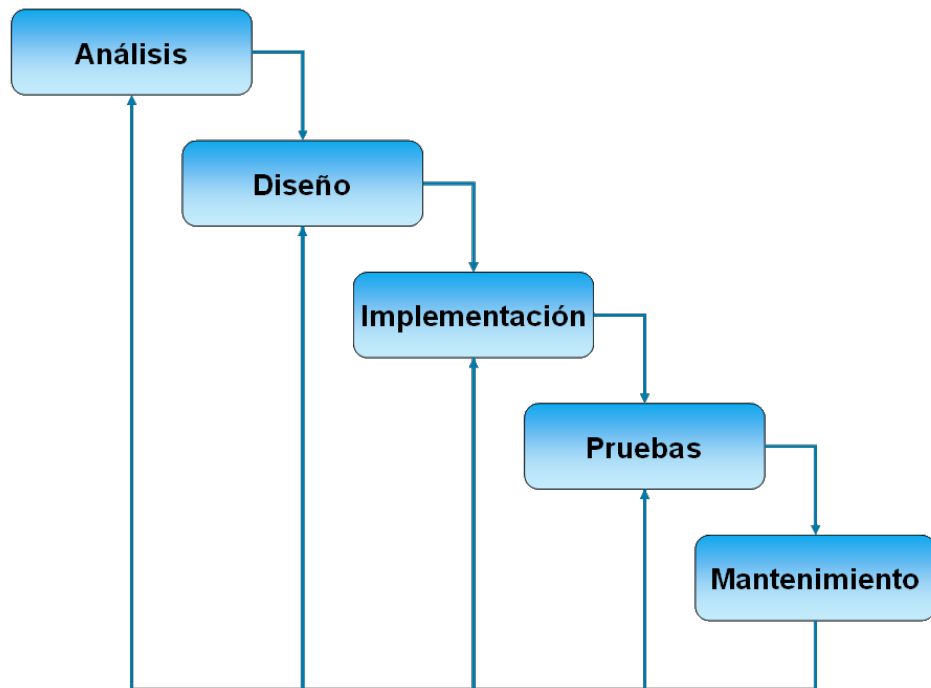 Análisis
Diseño
Implementación
Pruebas
Mantenimiento